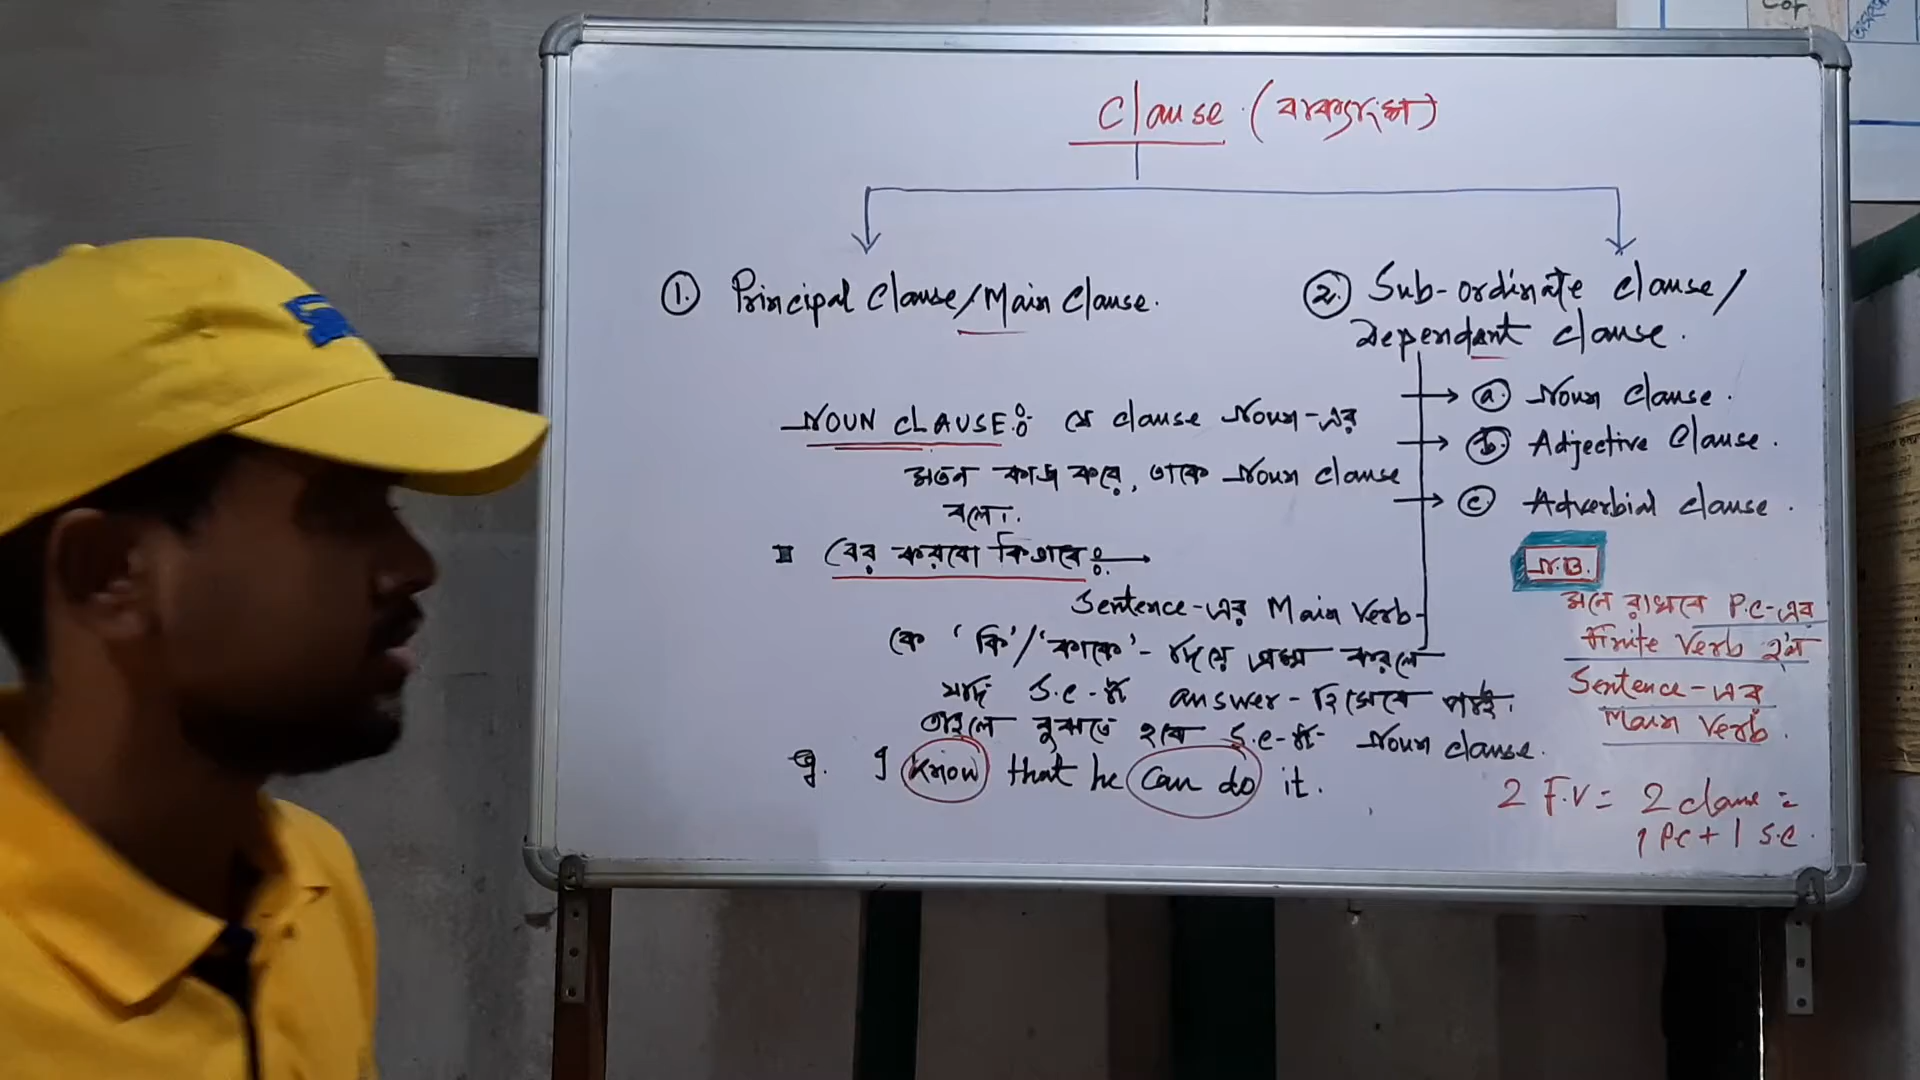 Clause (বাক্যাংশ)
1. Principal Clause/Main Clause.
2. Sub-ordinate clause/
Dependant clause.
a. Noun Clause.
b. Adjective Clause.
c. Adverbial clause.
NOUN CLAUSE: যে clause Noun-এর
মতন কাজ করে, তাকে Noun clause
বলে।
বের করবো কিভাবে:
Sentence-এর Main Verb-
কে 'কি'/'কাকে'- দিয়ে প্রশ্ন করলে
যদি S.C-টি answer-হিসেবে পাই।
তাহলে বুঝতে হবে S.C-টি Noun clause.
eg. I know that he can do it.
N.B.
মনে রাখবে P.C-এর
Finite Verb হ'ল
Sentence-এর
Main Verb.
2 F.V = 2 clause =
1 PC + 1 S.C.